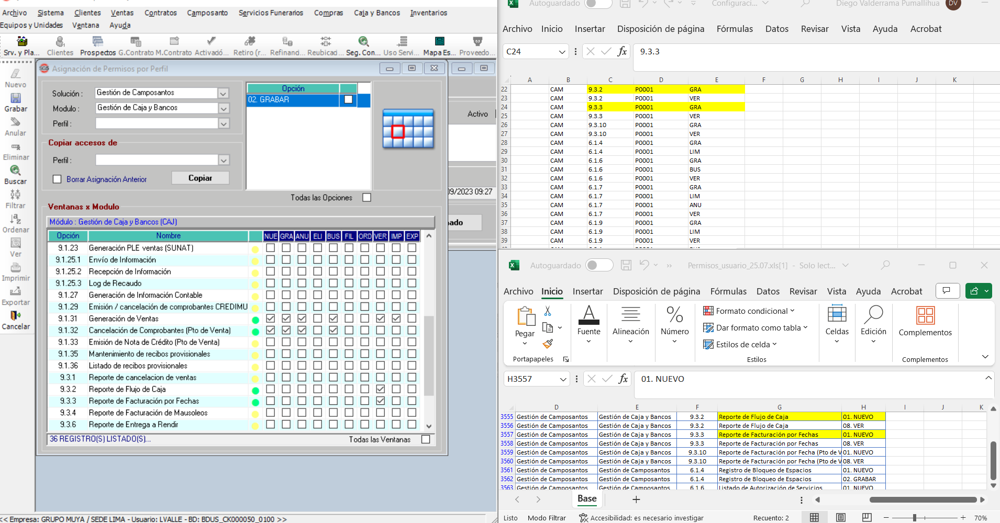 Archivo Sistema Clientes Ventas Contratos Camposanto Servicios Funerarios Compras Caja y Bancos Inventarios
Equipos y Unidades Ventana Ayuda
Srv. y Pla... Clientes Prospectos G.Contrato M.Contrato Activació... Retiro (r... Refinanci... Reubicaci... Seg. Con... Uso Servi... Mapa Es... Proveedo...
Nuevo
Grabar
Anular
Eliminar
Buscar
Filtrar
Ordenar
Ver
Imprimir
Exportar
Cancelar
SG5 Asignación de Permisos por Perfil
Solución : Gestión de Camposantos
Modulo : Gestión de Caja y Bancos
Perfil :
Copiar accesos de
Perfil :
Borrar Asignación Anterior Copiar
Opción
02. GRABAR
Todas las Opciones
Activo
09/2023 09:27
nado
Ventanas x Modulo
Módulo : Gestión de Caja y Bancos (CAJ)
Opción Nombre NUE GRA ANU ELI BUS FIL ORD VER IMP EXP
9.1.23 Generación PLE ventas (SUNAT)
9.1.25.1 Envío de Información
9.1.25.2 Recepción de Información
9.1.25.3 Log de Recaudo
9.1.27 Generación de Información Contable
9.1.29 Emisión / cancelación de comprobantes CREDIMU
9.1.31 Generación de Ventas
9.1.32 Cancelación de Comprobantes (Pto de Venta)
9.1.33 Emisión de Nota de Crédito (Pto de Venta)
9.1.35 Mantenimiento de recibos provisionales
9.1.36 Listado de recibos provisionales
9.3.1 Reporte de cancelacion de ventas
9.3.2 Reporte de Flujo de Caja
9.3.3 Reporte de Facturación por Fechas
9.3.4 Reporte de Facturación de Mausoleos
9.3.6 Reporte de Entrega a Rendir
36 REGISTRO(S) LISTADO(S)... Todas las Ventanas
<< Empresa: GRUPO MUYA / SEDE LIMA - Usuario: LVALLE - BD: BDUS_CK000050_0100 >>
Autoguardado Configuraci... Diego Valderrama Pumallihua DV
Archivo Inicio Insertar Disposición de página Fórmulas Datos Revisar Vista Ayuda Acrobat
C24 fx 9.3.3
A B C D E F G H I J K
22 CAM 9.3.2 P0001 GRA
23 CAM 9.3.2 P0001 VER
24 CAM 9.3.3 P0001 GRA
25 CAM 9.3.3 P0001 VER
26 CAM 9.3.10 P0001 GRA
27 CAM 9.3.10 P0001 VER
28 CAM 6.1.4 P0001 GRA
29 CAM 6.1.4 P0001 LIM
30 CAM 6.1.6 P0001 GRA
31 CAM 6.1.6 P0001 BUS
32 CAM 6.1.6 P0001 VER
33 CAM 6.1.7 P0001 GRA
34 CAM 6.1.7 P0001 LIM
35 CAM 6.1.7 P0001 ANU
36 CAM 6.1.7 P0001 VER
37 CAM 6.1.9 P0001 GRA
38 CAM 6.1.9 P0001 LIM
39 CAM 6.1.9 P0001 VER
Autoguardado Permisos_usuario_25.07.xls[1] - Solo lect...
Archivo Inicio Insertar Disposición de página Fórmulas Datos Revisar Vista Ayuda Acrobat
Pegar
Portapapeles
Fuente
Alineación
Número
Formato condicional
Dar formato como tabla
Estilos de celda
Estilos
Celdas
Edición
Complementos
Complementos
H3557 fx 01. NUEVO
D E F G H I J K
3555 Gestión de Camposantos Gestión de Caja y Bancos 9.3.2 Reporte de Flujo de Caja 01. NUEVO
3556 Gestión de Camposantos Gestión de Caja y Bancos 9.3.2 Reporte de Flujo de Caja 08. VER
3557 Gestión de Camposantos Gestión de Caja y Bancos 9.3.3 Reporte de Facturación por Fechas 01. NUEVO
3558 Gestión de Camposantos Gestión de Caja y Bancos 9.3.3 Reporte de Facturación por Fechas 08. VER
3559 Gestión de Camposantos Gestión de Caja y Bancos 9.3.10 Reporte de Facturación por Fecha (Pto de V 01. NUEVO
3560 Gestión de Camposantos Gestión de Caja y Bancos 9.3.10 Reporte de Facturación por Fecha (Pto de V 08. VER
3561 Gestión de Camposantos Gestión de Camposantos 6.1.4 Registro de Bloqueo de Espacios 01. NUEVO
3562 Gestión de Camposantos Gestión de Camposantos 6.1.4 Registro de Bloqueo de Espacios 02. GRABAR
3563 Gestión de Camposantos Gestión de Camposantos 6.1.6 Listado de Autorización de Servicios 01. NUEVO
Base
Listo Modo Filtrar Accesibilidad: es necesario investigar Recuento: 2 70%